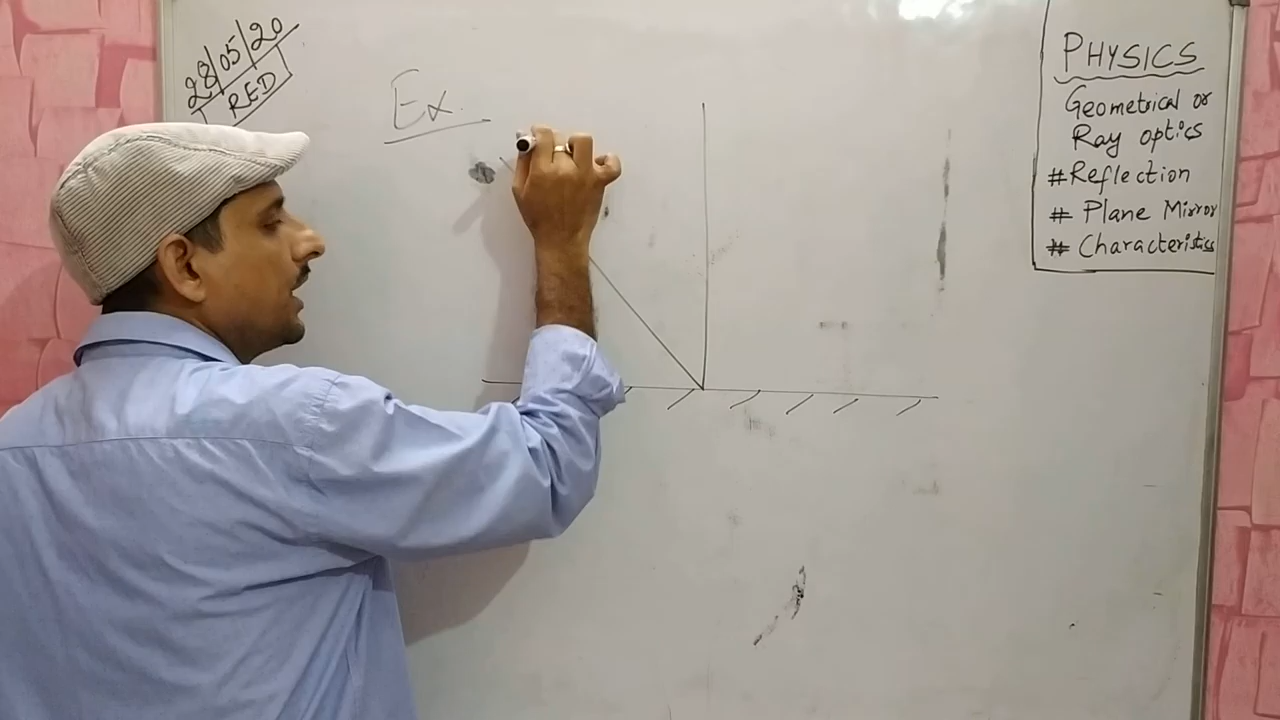 28/05/20
RED
Ex.
PHYSICS
Geometrical or
Ray optics
# Reflection
# Plane Mirror
# Characteristics